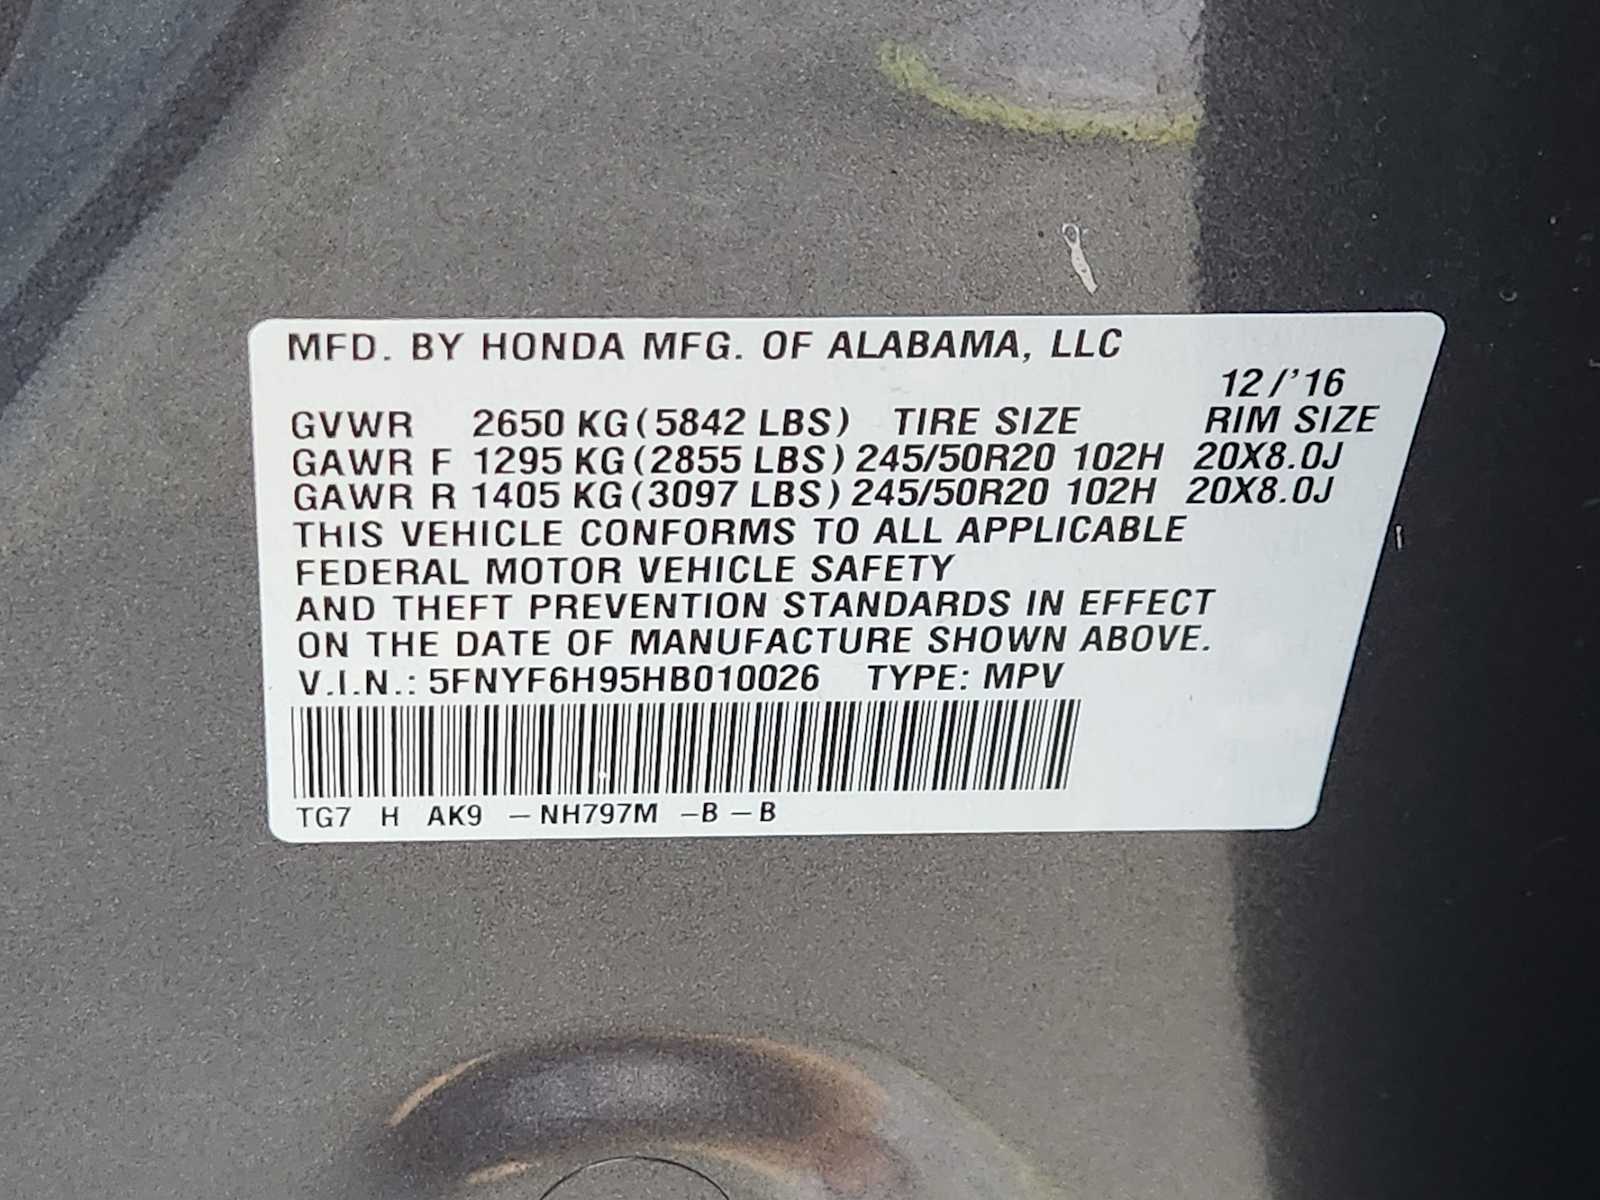 MFD. BY HONDA MFG. OF ALABAMA, LLC
12/'16
GVWR 2650 KG (5842 LBS) TIRE SIZE RIM SIZE
GAWR F 1295 KG (2855 LBS) 245/50R20 102H 20X8.0J
GAWR R 1405 KG (3097 LBS) 245/50R20 102H 20X8.0J
THIS VEHICLE CONFORMS TO ALL APPLICABLE
FEDERAL MOTOR VEHICLE SAFETY
AND THEFT PREVENTION STANDARDS IN EFFECT
ON THE DATE OF MANUFACTURE SHOWN ABOVE.
V.I.N.: 5FNYF6H95HB010026 TYPE: MPV
TG7 H AK9 – NH797M –B – B